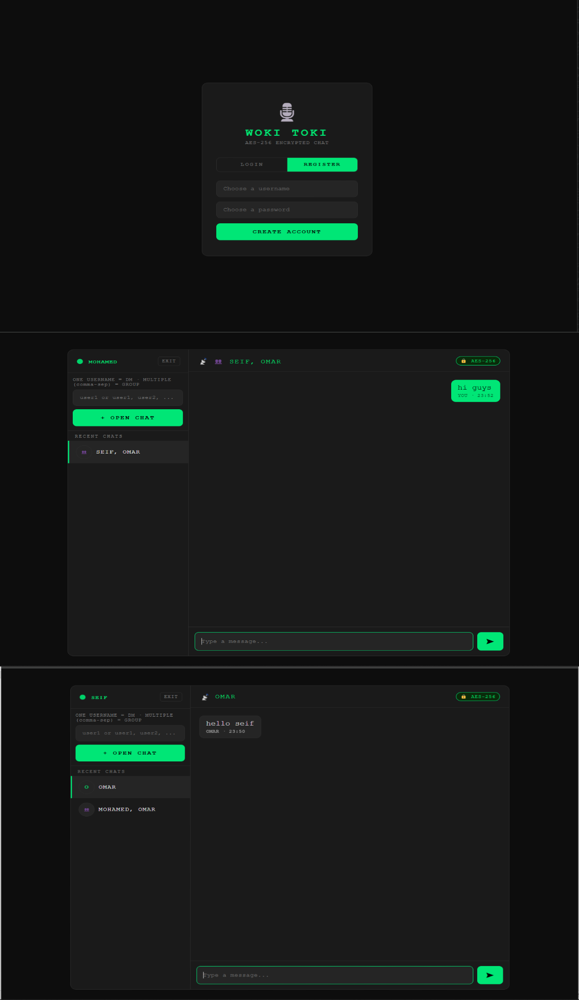 WOKI TOKI
AES-256 ENCRYPTED CHAT
LOGIN
REGISTER
Choose a username
Choose a password
CREATE ACCOUNT
MOHAMED
EXIT
ONE USERNAME = DM · MULTIPLE
(comma-sep) = GROUP
user1 or user1, user2, ...
+ OPEN CHAT
RECENT CHATS
SEIF, OMAR
SEIF, OMAR
AES-256
hi guys
YOU · 23:52
Type a message...
SEIF
EXIT
ONE USERNAME = DM · MULTIPLE
(comma-sep) = GROUP
user1 or user1, user2, ...
+ OPEN CHAT
RECENT CHATS
O
OMAR
MOHAMED, OMAR
OMAR
AES-256
hello seif
OMAR · 23:50
Type a message...